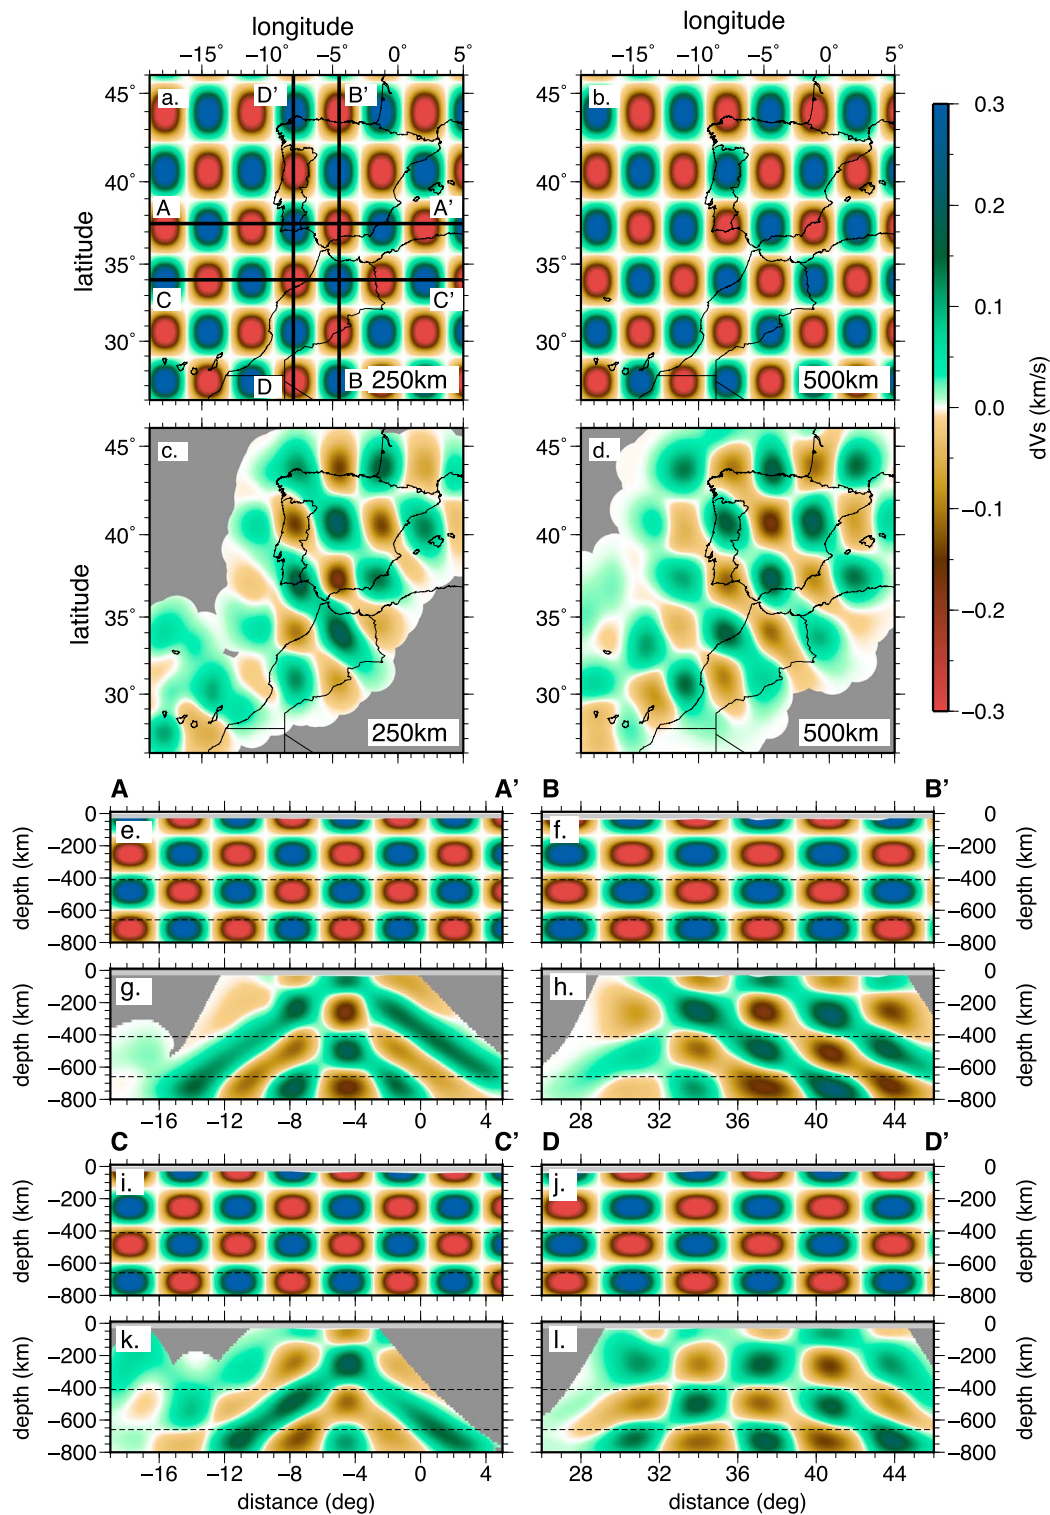 longitude
longitude
−15° −10° −5° 0° 5°
−15° −10° −5° 0° 5°
a.
D'
B'
45°
40°
35°
30°
latitude
A
A'
C
C'
D
B
250km
b.
45°
40°
35°
30°
500km
0.3
0.2
0.1
0.0
−0.1
−0.2
−0.3
dVs (km/s)
c.
45°
40°
35°
30°
latitude
250km
d.
45°
40°
35°
30°
500km
A
A'
B
B'
e.
0
−200
−400
−600
−800
depth (km)
f.
0
−200
−400
−600
−800
depth (km)
g.
0
−200
−400
−600
−800
depth (km)
−16 −12 −8 −4 0 4
h.
0
−200
−400
−600
−800
depth (km)
28 32 36 40 44
C
C'
D
D'
i.
0
−200
−400
−600
−800
depth (km)
j.
0
−200
−400
−600
−800
depth (km)
k.
0
−200
−400
−600
−800
depth (km)
−16 −12 −8 −4 0 4
distance (deg)
l.
0
−200
−400
−600
−800
depth (km)
28 32 36 40 44
distance (deg)